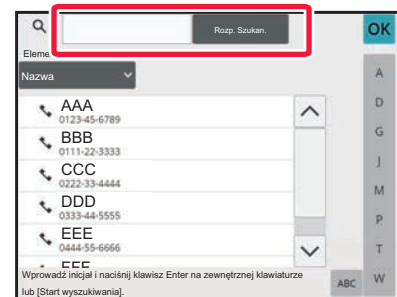 Rozp. Szukan.
OK
Eleme
Nazwa
AAA
0123-45-6789
BBB
0111-22-3333
CCC
0222-33-4444
DDD
0333-44-5555
EEE
0444-55-6666
EEE
A
D
G
J
M
P
T
W
ABC
Wprowadź inicjał i naciśnij klawisz Enter na zewnętrznej klawiaturze
lub [Start wyszukiwania].